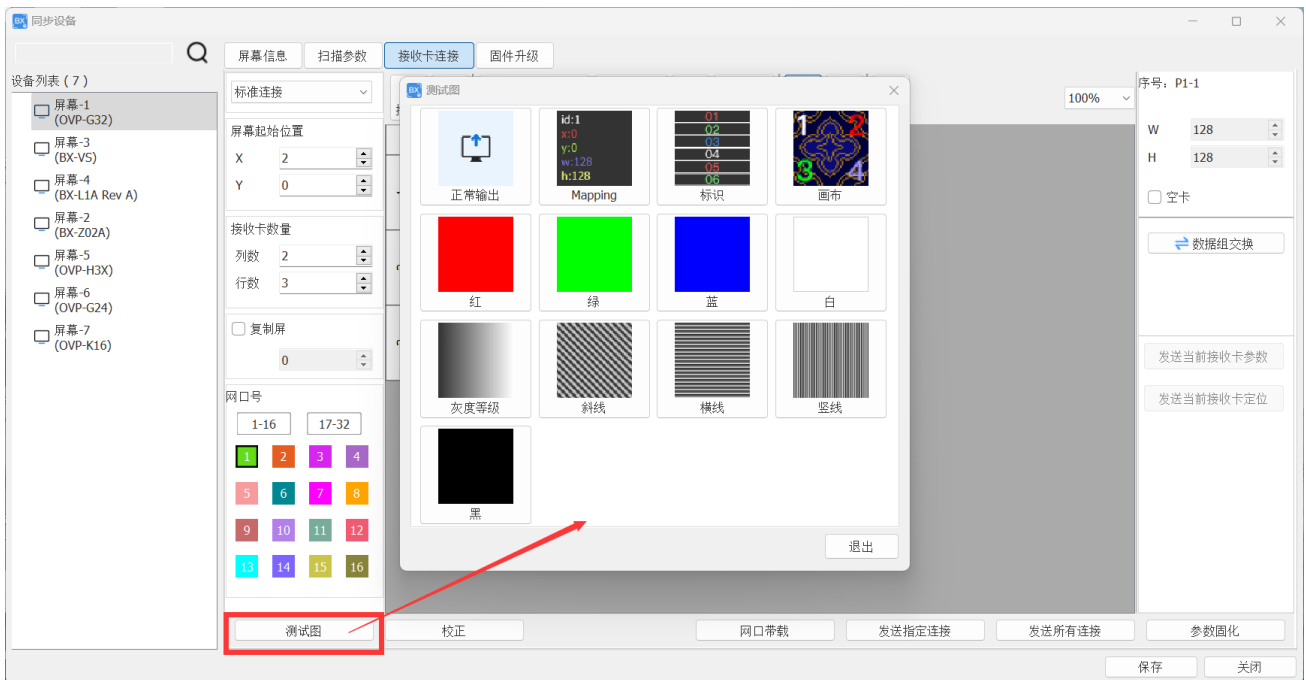 BX 同步设备
屏幕信息 扫描参数 接收卡连接 固件升级
设备列表 ( 7 )
屏幕-1
(OVP-G32)
屏幕-3
(BX-VS)
屏幕-4
(BX-L1A Rev A)
屏幕-2
(BX-Z02A)
屏幕-5
(OVP-H3X)
屏幕-6
(OVP-G24)
屏幕-7
(OVP-K16)
标准连接
屏幕起始位置
X 2
Y 0
接收卡数量
列数 2
行数 3
复制屏
0
网口号
1-16 17-32
1 2 3 4
5 6 7 8
9 10 11 12
13 14 15 16
BX 测试图
id:1
x:0
y:0
w:128
h:128
01
02
03
04
05
06
1 2
3 4
正常输出 Mapping 标识 画布
红 绿 蓝 白
灰度等级 斜线 横线 竖线
黑
退出
100%
序号: P1-1
W 128
H 128
空卡
数据组交换
发送当前接收卡参数
发送当前接收卡定位
测试图 校正 网口带载 发送指定连接 发送所有连接 参数固化
保存 关闭